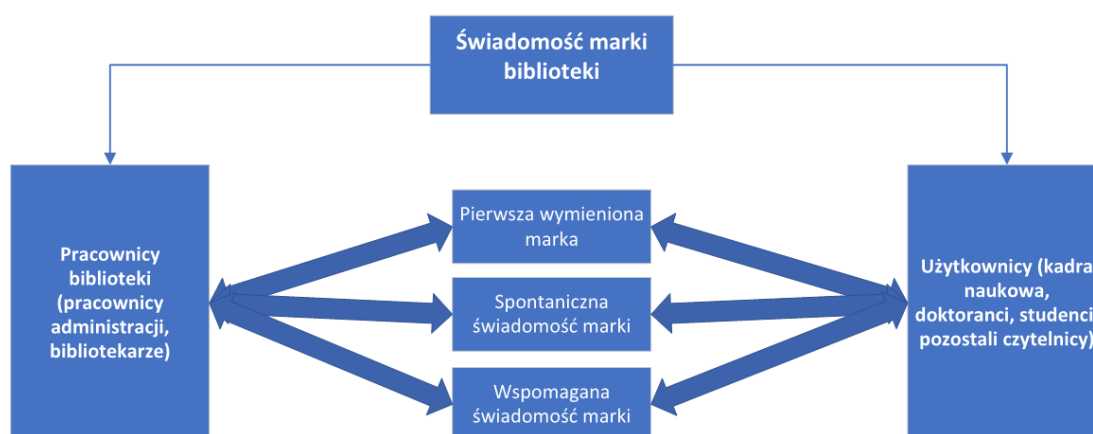 Świadomość marki
biblioteki
Pracownicy
biblioteki
(pracownicy
administracji,
bibliotekarze)
Pierwsza wymieniona
marka
Spontaniczna
świadomość marki
Wspomagana
świadomość marki
Użytkownicy (kadra
naukowa,
doktoranci, studenci
pozostali czytelnicy)